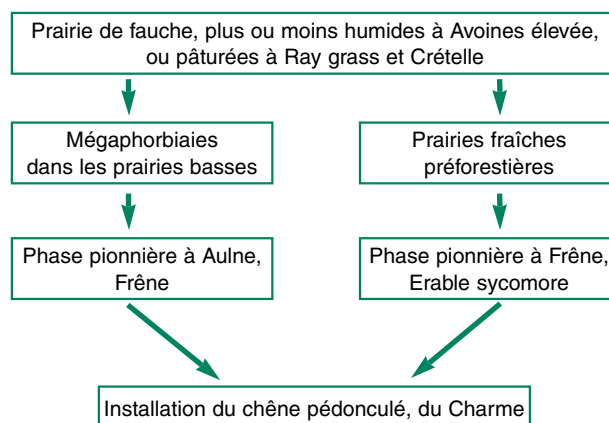 Prairie de fauche, plus ou moins humides à Avoines élevée,
ou pâturées à Ray grass et Crételle
Mégaphorbiaies
dans les prairies basses
Prairies fraîches
préforestières
Phase pionnière à Aulne,
Frêne
Phase pionnière à Frêne,
Erable sycomore
Installation du chêne pédonculé, du Charme